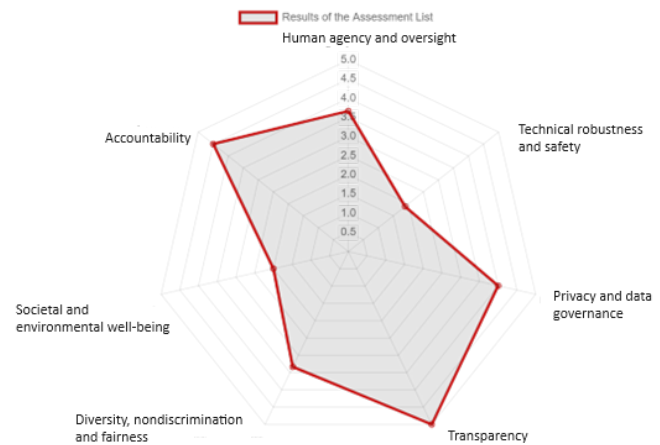 Results of the Assessment List
Human agency and oversight
5.0
4.5
4.0
3.5
3.0
2.5
2.0
1.5
1.0
0.5
Accountability
Technical robustness
and safety
Societal and
environmental well-being
Privacy and data
governance
Diversity, nondiscrimination
and fairness
Transparency